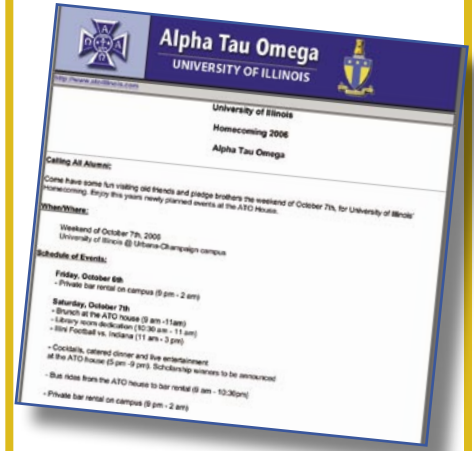 Alpha Tau Omega
UNIVERSITY OF ILLINOIS
http://www.atoillinois.com
University of Illinois
Homecoming 2006
Alpha Tau Omega
Calling All Alumni:
Come have some fun visiting old friends and pledge brothers the weekend of October 7th, for University of Illinois'
Homecoming. Enjoy this years newly planned events at the ATO House.
When/Where:
Weekend of October 7th, 2006
University of Illinois @ Urbana-Champaign campus
Schedule of Events:
Friday, October 6th
- Private bar rental on campus (9 pm - 2 am)
Saturday, October 7th
- Brunch at the ATO house (9 am -11am)
- Library room dedication (10:30 am - 11 am)
- Illini Football vs. Indiana (11 am - 3 pm)
- Cocktails, catered dinner and live entertainment
at the ATO house (5 pm -9 pm). Scholarship winners to be announced
- Bus rides from the ATO house to bar rental (9 am - 10:30pm)
- Private bar rental on campus (9 pm - 2 am)